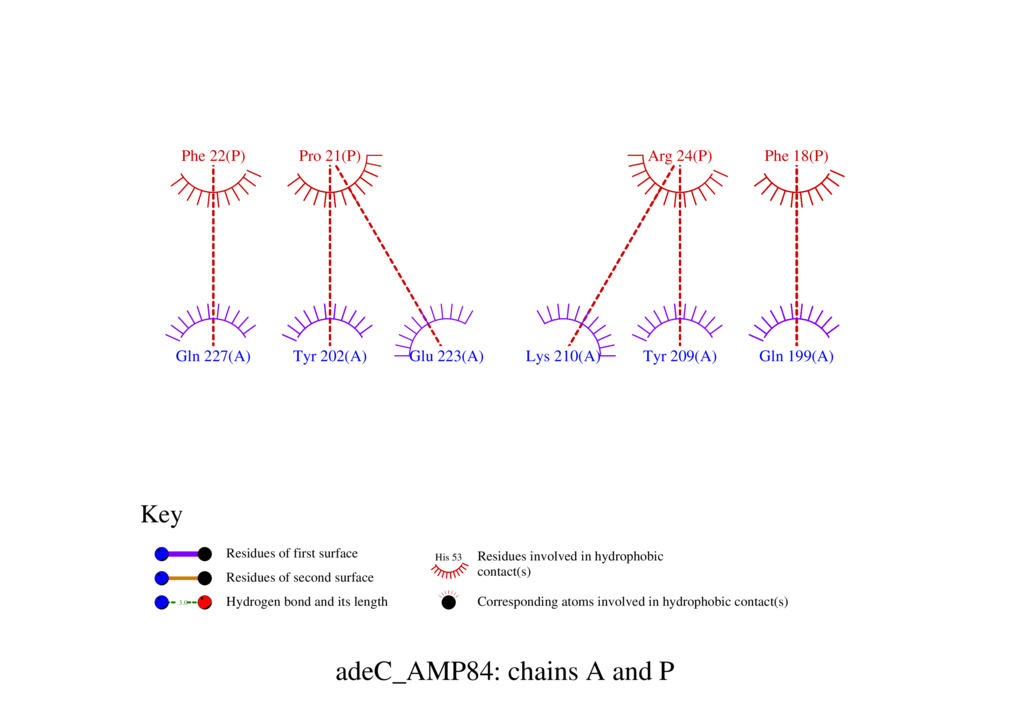 Phe 22(P) Pro 21(P) Arg 24(P) Phe 18(P)
Gln 227(A) Tyr 202(A) Glu 223(A) Lys 210(A) Tyr 209(A) Gln 199(A)
Key
Residues of first surface
Residues of second surface
3.0
Hydrogen bond and its length
His 53
Residues involved in hydrophobic
contact(s)
Corresponding atoms involved in hydrophobic contact(s)
adeC_AMP84: chains A and P